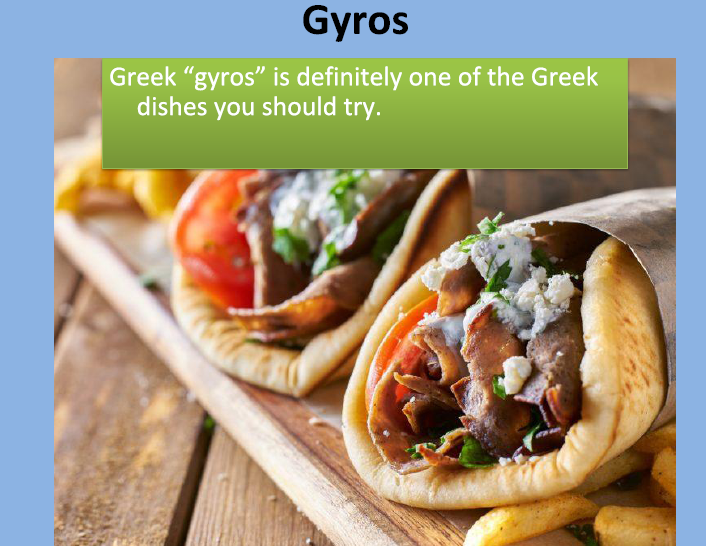 Gyros
Greek “gyros” is definitely one of the Greek
dishes you should try.